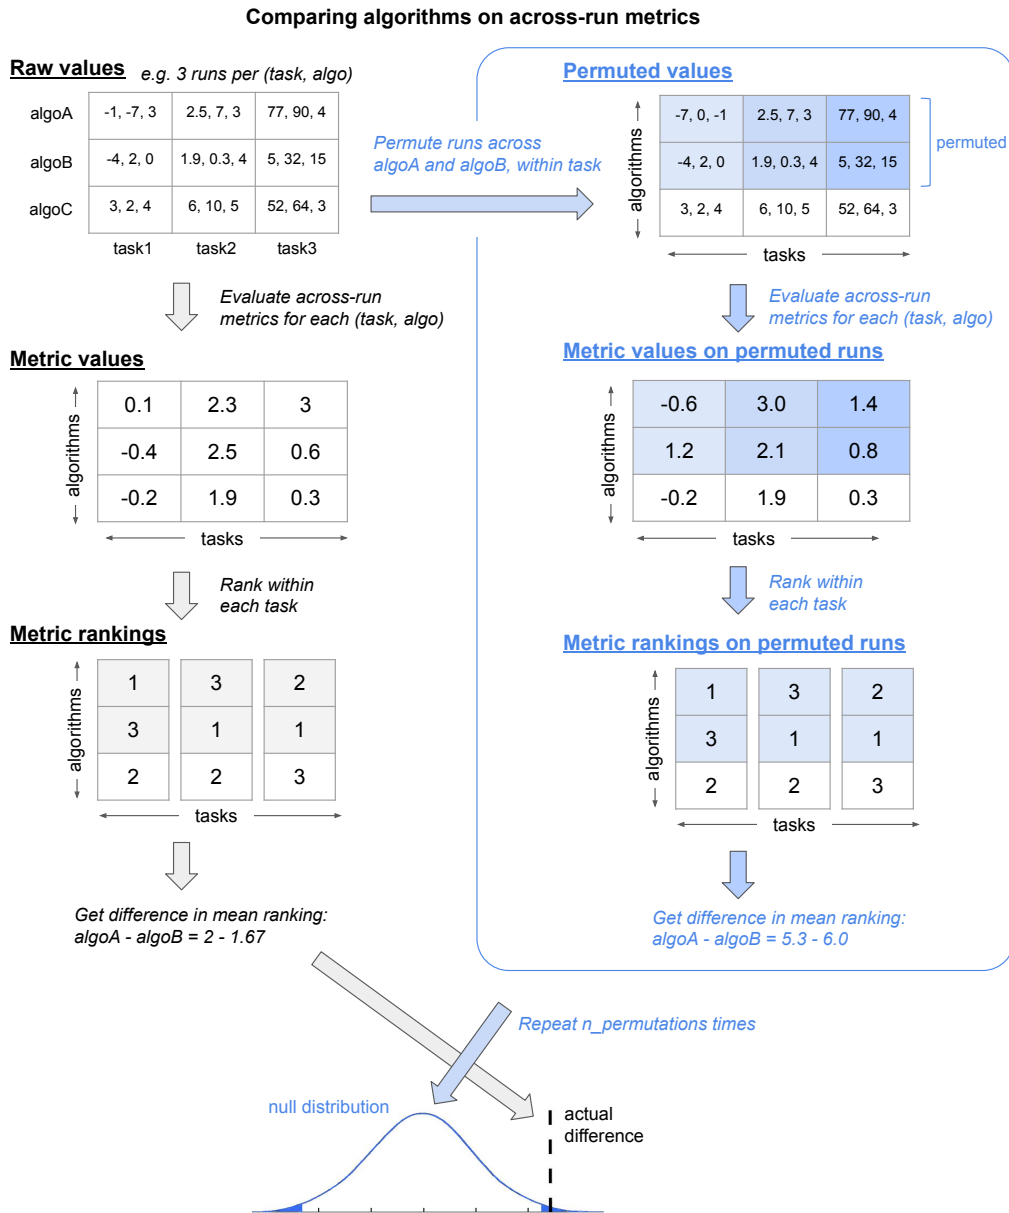 Comparing algorithms on across-run metrics
Raw values e.g. 3 runs per (task, algo)
algoA -1, -7, 3 2.5, 7, 3 77, 90, 4
algoB -4, 2, 0 1.9, 0.3, 4 5, 32, 15
algoC 3, 2, 4 6, 10, 5 52, 64, 3
task1 task2 task3
Permute runs across
algoA and algoB, within task
Permuted values
algorithms
-7, 0, -1 2.5, 7, 3 77, 90, 4
-4, 2, 0 1.9, 0.3, 4 5, 32, 15
3, 2, 4 6, 10, 5 52, 64, 3
permuted
tasks
Evaluate across-run
metrics for each (task, algo)
Evaluate across-run
metrics for each (task, algo)
Metric values
algorithms
0.1 2.3 3
-0.4 2.5 0.6
-0.2 1.9 0.3
tasks
Metric values on permuted runs
algorithms
-0.6 3.0 1.4
1.2 2.1 0.8
-0.2 1.9 0.3
tasks
Rank within
each task
Rank within
each task
Metric rankings
algorithms
1 3 2
3 1 1
2 2 3
tasks
Metric rankings on permuted runs
algorithms
1 3 2
3 1 1
2 2 3
tasks
Get difference in mean ranking:
algoA - algoB = 2 - 1.67
Get difference in mean ranking:
algoA - algoB = 5.3 - 6.0
Repeat n_permutations times
null distribution
actual
difference